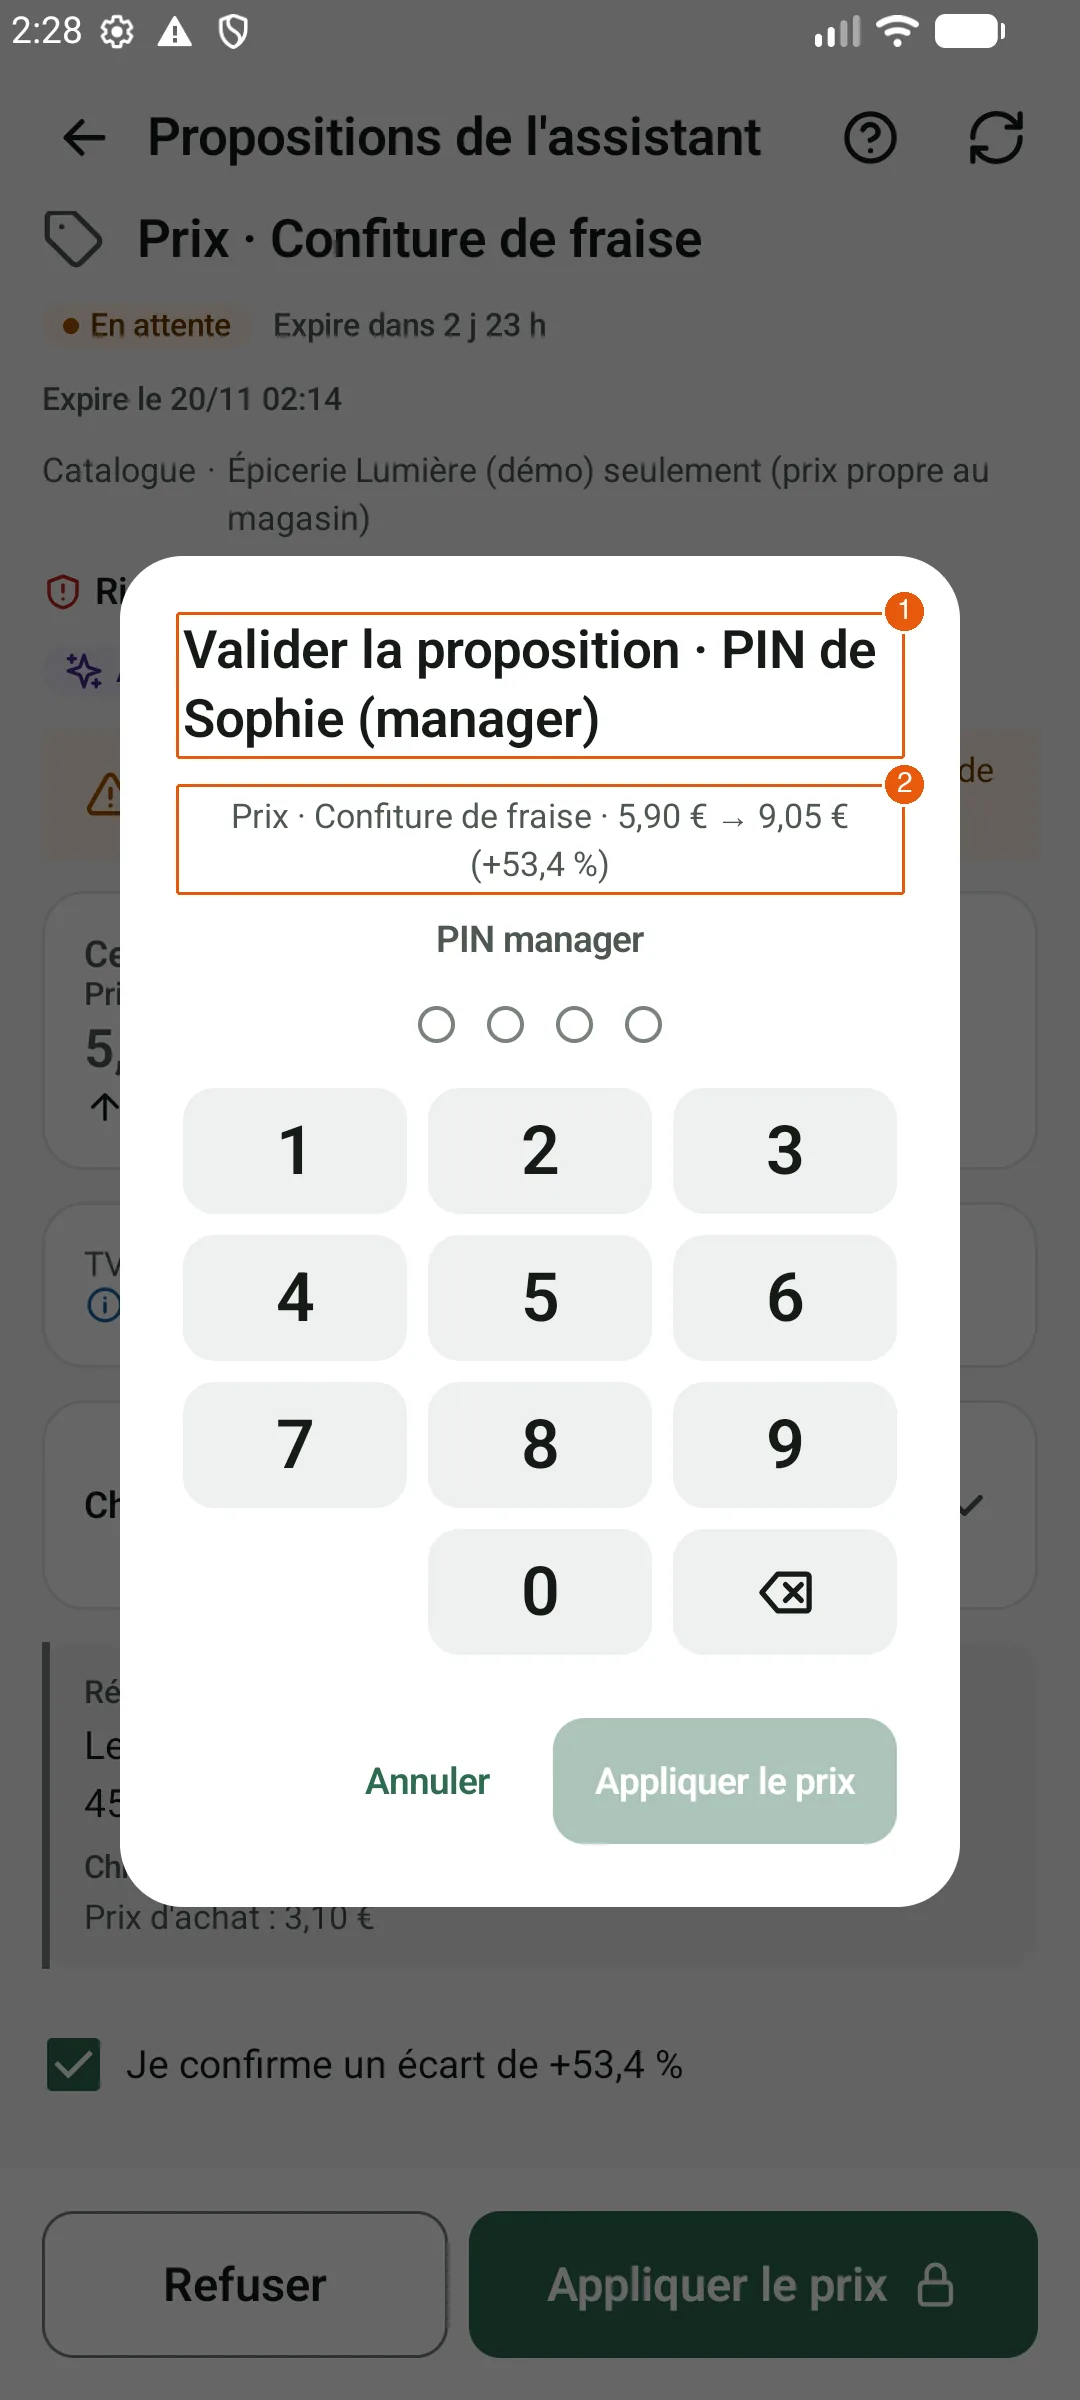 2:28
Propositions de l'assistant
Prix · Confiture de fraise
En attente
Expire dans 2 j 23 h
Expire le 20/11 02:14
Catalogue · Épicerie Lumière (démo) seulement (prix propre au
magasin)
1
Valider la proposition · PIN de
Sophie (manager)
de
2
Prix · Confiture de fraise · 5,90 € → 9,05 €
(+53,4 %)
PIN manager
1 2 3
4 5 6
7 8 9
0
Annuler
Appliquer le prix
Prix d'achat : 3,10 €
Je confirme un écart de +53,4 %
Refuser
Appliquer le prix